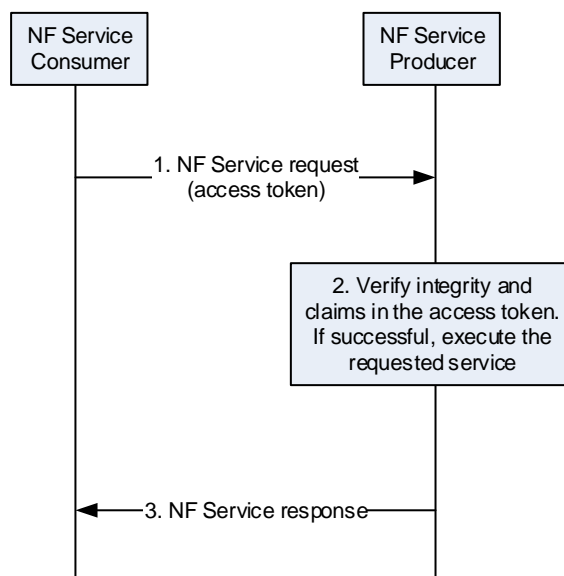 NF Service
Consumer
NF Service
Producer
1. NF Service request
(access token)
2. Verify integrity and
claims in the access token.
If successful, execute the
requested service
3. NF Service response